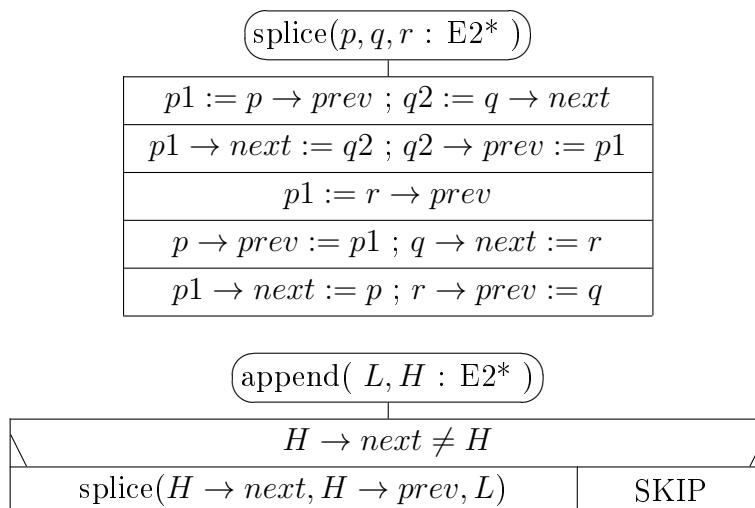 splice(p, q, r : E2* )
p1 := p → prev ; q2 := q → next
p1 → next := q2 ; q2 → prev := p1
p1 := r → prev
p → prev := p1 ; q → next := r
p1 → next := p ; r → prev := q
append( L, H : E2* )
H → next ≠ H
splice(H → next, H → prev, L) SKIP